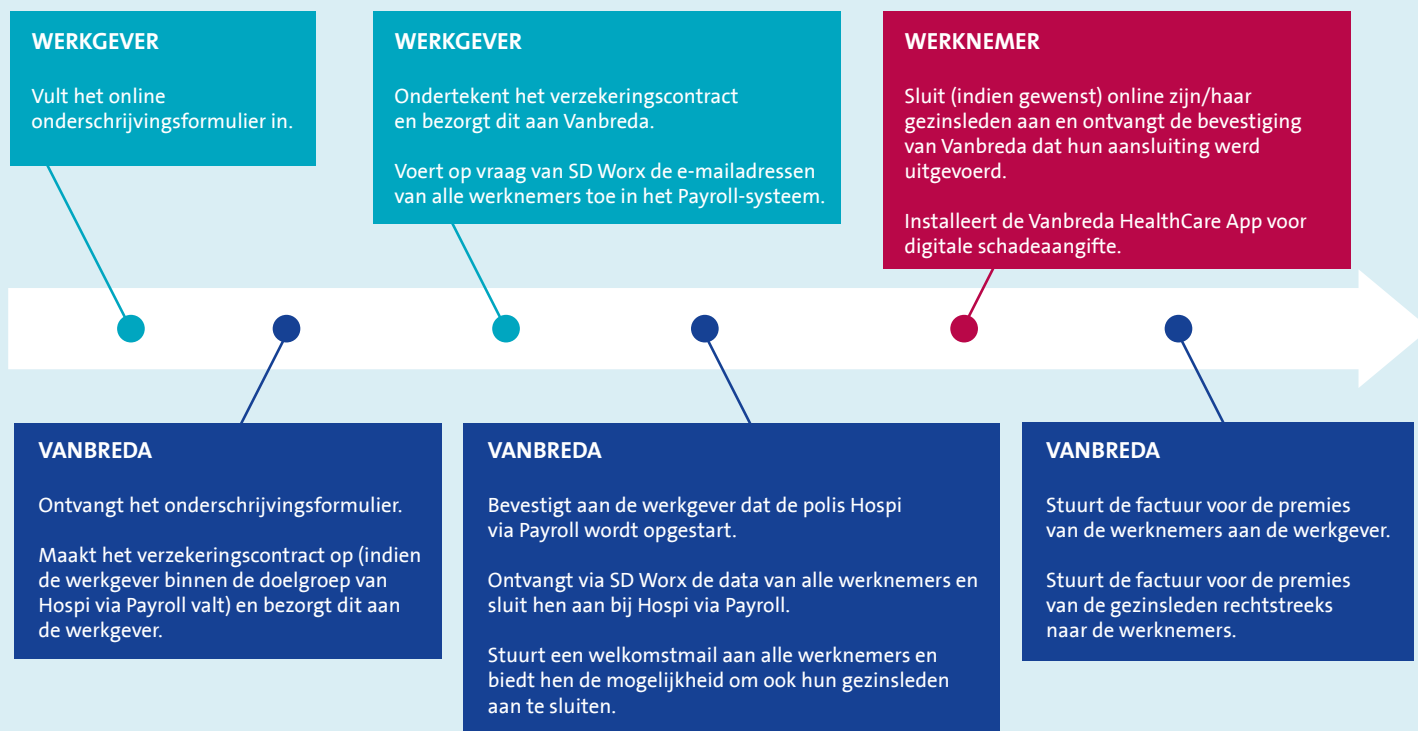 WERKGEVER
Vult het online
onderschrijvingsformulier in.
WERKGEVER
Ondertekent het verzekeringscontract
en bezorgt dit aan Vanbreda.
Voert op vraag van SD Worx de e-mailadressen
van alle werknemers toe in het Payroll-systeem.
WERKNEMER
Sluit (indien gewenst) online zijn/haar
gezinsleden aan en ontvangt de bevestiging
van Vanbreda dat hun aansluiting werd
uitgevoerd.
Installeert de Vanbreda HealthCare App voor
digitale schadeaangifte.
VANBREDA
Ontvangt het onderschrijvingsformulier.
Maakt het verzekeringscontract op (indien
de werkgever binnen de doelgroep van
Hospi via Payroll valt) en bezorgt dit aan
de werkgever.
VANBREDA
Bevestigt aan de werkgever dat de polis Hospi
via Payroll wordt opgestart.
Ontvangt via SD Worx de data van alle werknemers en
sluit hen aan bij Hospi via Payroll.
Stuurt een welkomstmail aan alle werknemers en
biedt hen de mogelijkheid om ook hun gezinsleden
aan te sluiten.
VANBREDA
Stuurt de factuur voor de premies
van de werknemers aan de werkgever.
Stuurt de factuur voor de premies
van de gezinsleden rechtstreeks
naar de werknemers.